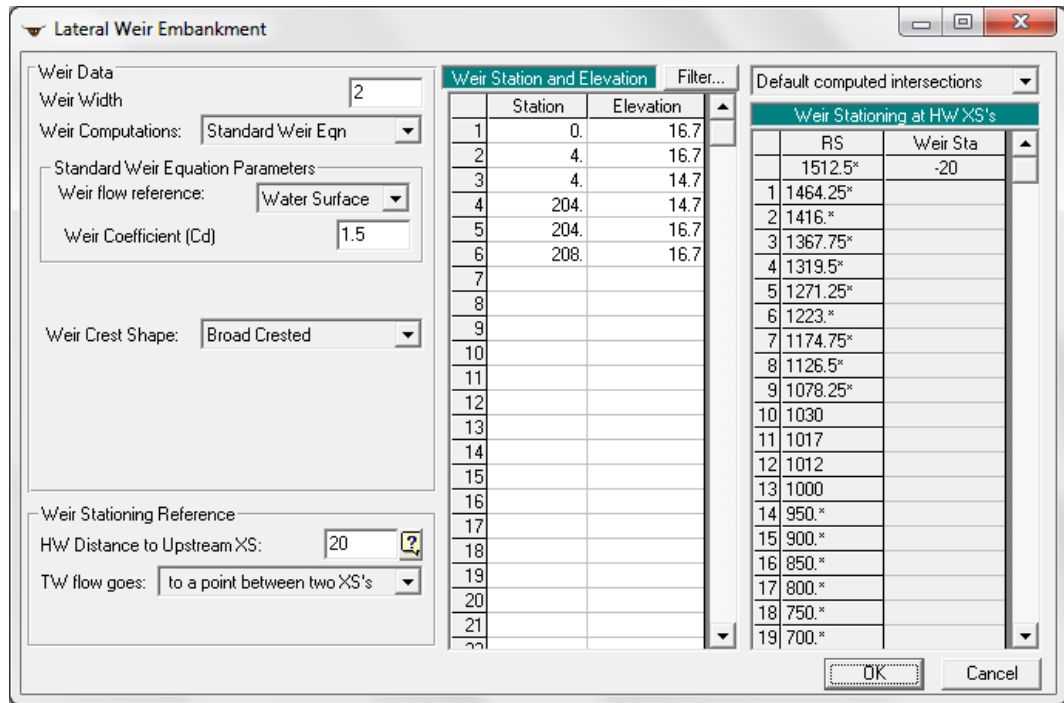 Lateral Weir Embankment
Weir Data
Weir Width 2
Weir Computations: Standard Weir Eqn
Standard Weir Equation Parameters
Weir flow reference: Water Surface
Weir Coefficient (Cd) 1.5
Weir Crest Shape: Broad Crested
Weir Stationing Reference
HW Distance to Upstream XS: 20 ?
TW flow goes: to a point between two XS's
Weir Station and Elevation Filter...
Station Elevation
1 0. 16.7
2 4. 16.7
3 4. 14.7
4 204. 14.7
5 204. 16.7
6 208. 16.7
7
8
9
10
11
12
13
14
15
16
17
18
19
20
21
Default computed intersections
Weir Stationing at HW XS's
RS Weir Sta
1512.5* -20
1 1464.25*
2 1416.*
3 1367.75*
4 1319.5*
5 1271.25*
6 1223.*
7 1174.75*
8 1126.5*
9 1078.25*
10 1030
11 1017
12 1012
13 1000
14 950.*
15 900.*
16 850.*
17 800.*
18 750.*
19 700.*
OK Cancel